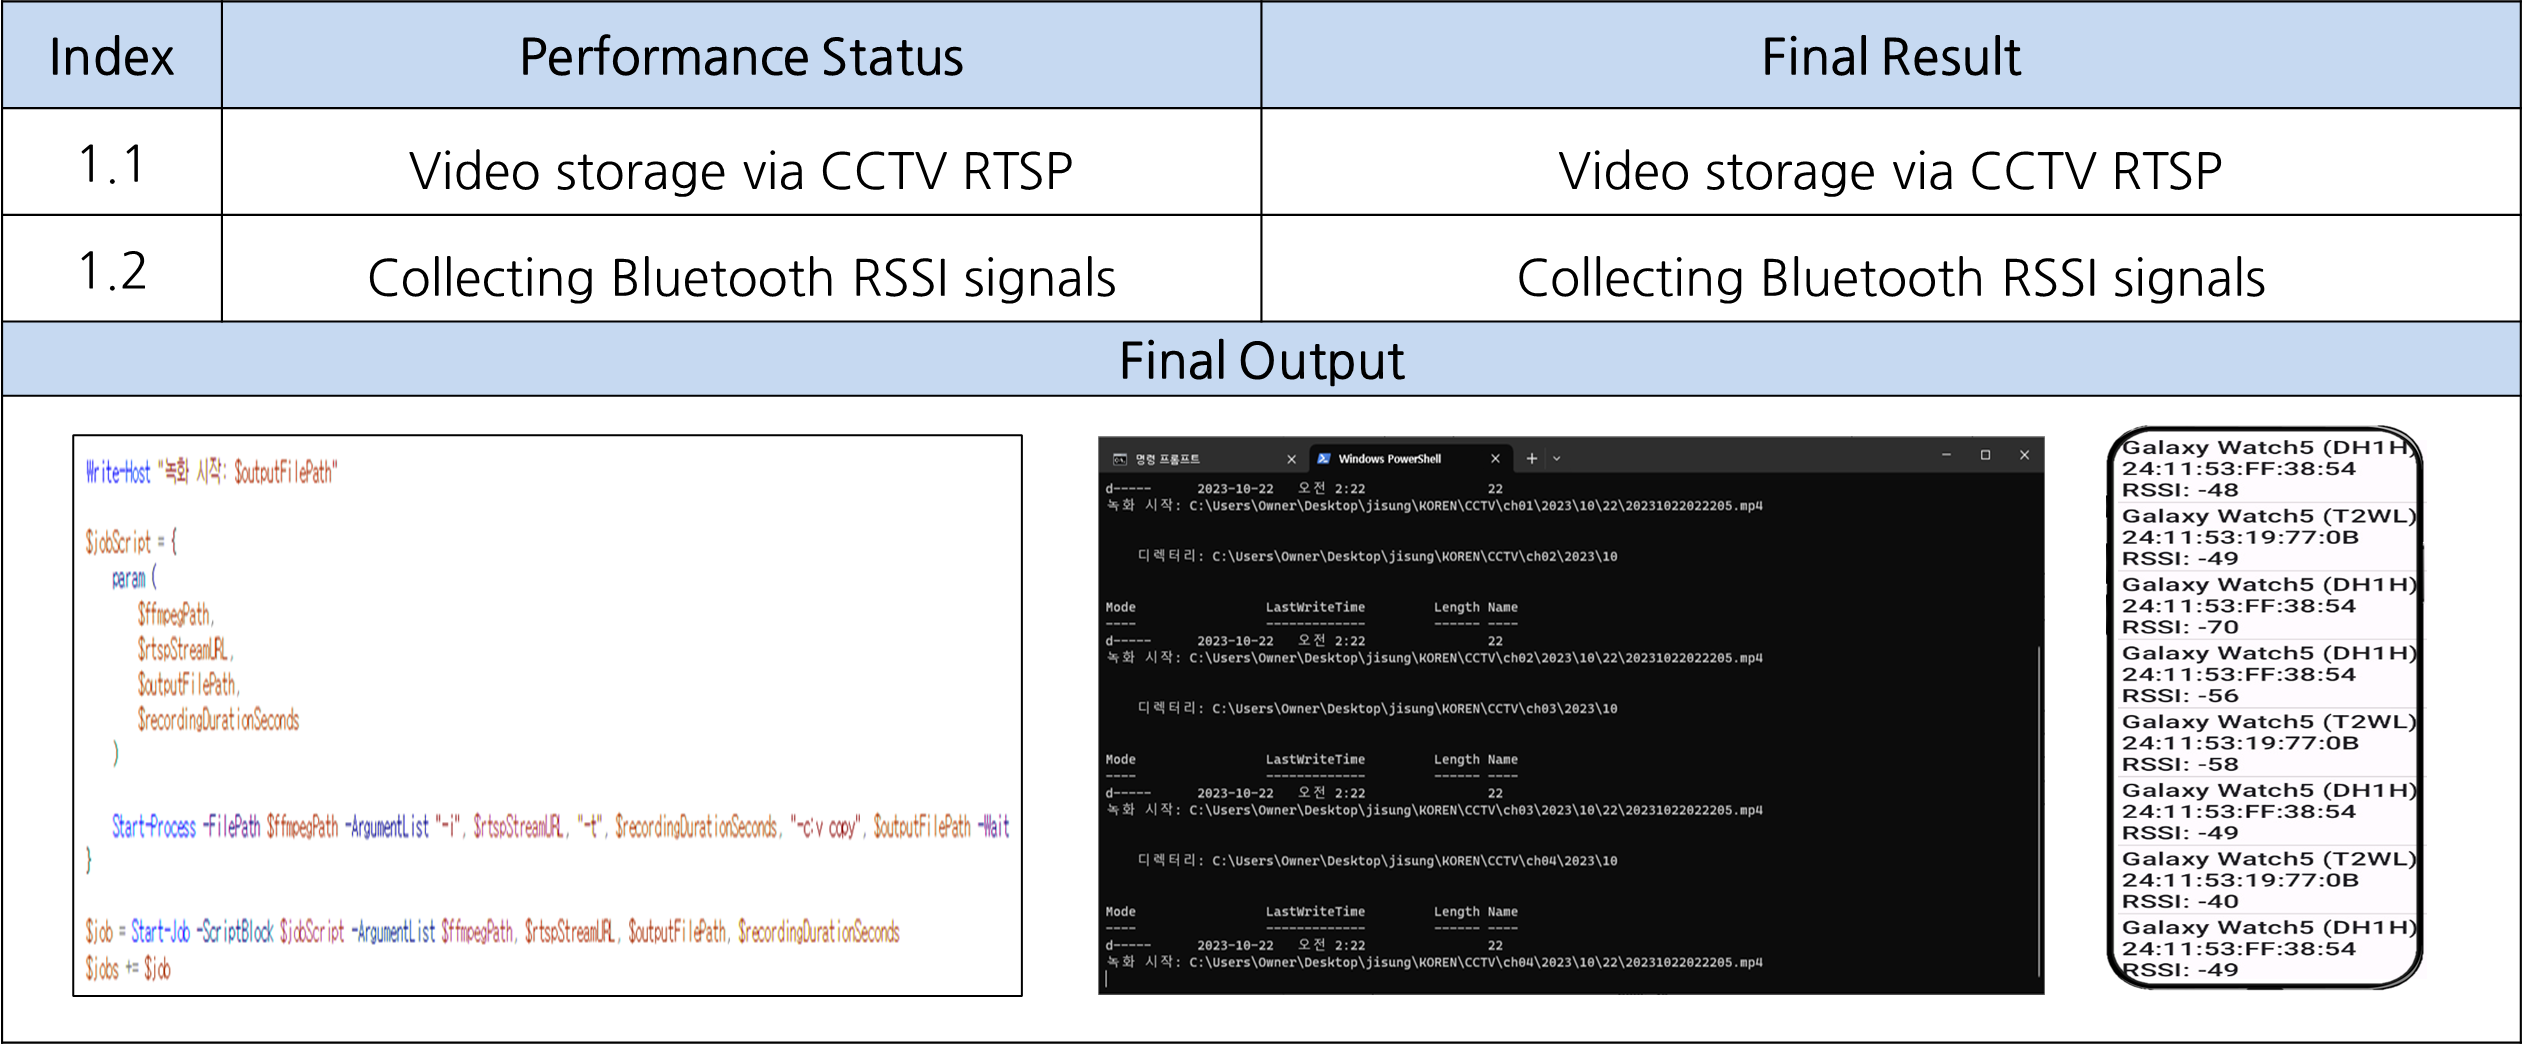 Index Performance Status Final Result
1.1 Video storage via CCTV RTSP Video storage via CCTV RTSP
1.2 Collecting Bluetooth RSSI signals Collecting Bluetooth RSSI signals
Final Output
Write-Host "녹화 시작: $outputFilePath"
$jobScript = {
param (
$ffmpegPath,
$rtspStreamURL,
$outputFilePath,
$recordingDurationSeconds
)
Start-Process -FilePath $ffmpegPath -ArgumentList "-i", $rtspStreamURL, "-t", $recordingDurationSeconds, "-c:v copy", $outputFilePath -Wait
}
$job = Start-Job -ScriptBlock $jobScript -ArgumentList $ffmpegPath, $rtspStreamURL, $outputFilePath, $recordingDurationSeconds
$jobs += $job
명령 프롬프트 Windows PowerShell
d----- 2023-10-22 오전 2:22 22
녹화 시작: C:\Users\Owner\Desktop\jisung\KOREN\CCTV\ch01\2023\10\22\20231022022205.mp4
디렉터리: C:\Users\Owner\Desktop\jisung\KOREN\CCTV\ch02\2023\10
Mode LastWriteTime Length Name
---- ------------- ------ ----
d----- 2023-10-22 오전 2:22 22
녹화 시작: C:\Users\Owner\Desktop\jisung\KOREN\CCTV\ch02\2023\10\22\20231022022205.mp4
디렉터리: C:\Users\Owner\Desktop\jisung\KOREN\CCTV\ch03\2023\10
Mode LastWriteTime Length Name
---- ------------- ------ ----
d----- 2023-10-22 오전 2:22 22
녹화 시작: C:\Users\Owner\Desktop\jisung\KOREN\CCTV\ch03\2023\10\22\20231022022205.mp4
디렉터리: C:\Users\Owner\Desktop\jisung\KOREN\CCTV\ch04\2023\10
Mode LastWriteTime Length Name
---- ------------- ------ ----
d----- 2023-10-22 오전 2:22 22
녹화 시작: C:\Users\Owner\Desktop\jisung\KOREN\CCTV\ch04\2023\10\22\20231022022205.mp4
Galaxy Watch5 (DH1H)
24:11:53:FF:38:54
RSSI: -48
Galaxy Watch5 (T2WL)
24:11:53:19:77:0B
RSSI: -49
Galaxy Watch5 (DH1H)
24:11:53:FF:38:54
RSSI: -70
Galaxy Watch5 (DH1H)
24:11:53:FF:38:54
RSSI: -56
Galaxy Watch5 (T2WL)
24:11:53:19:77:0B
RSSI: -58
Galaxy Watch5 (DH1H)
24:11:53:FF:38:54
RSSI: -49
Galaxy Watch5 (T2WL)
24:11:53:19:77:0B
RSSI: -40
Galaxy Watch5 (DH1H)
24:11:53:FF:38:54
RSSI: -49